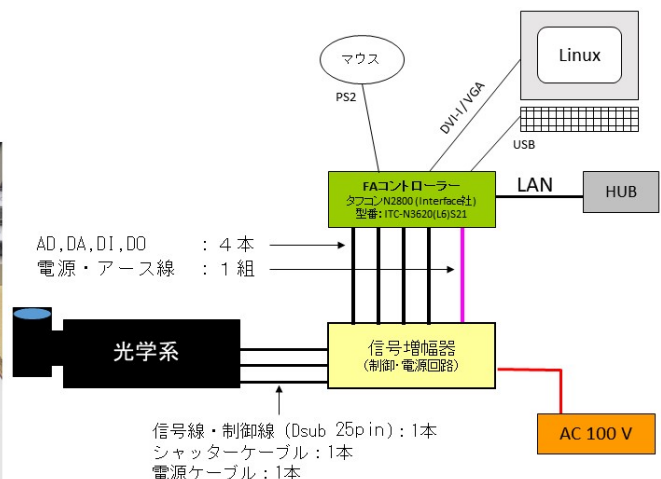 マウス
PS2
DVI-I/VGA
Linux
USB
FAコントローラー
タフコンN2800 (Interface社)
型番: ITC-N3620(L6)S21
LAN
HUB
AD,DA,DI,DO : 4本
電源・アース線 : 1組
光学系
信号増幅器
(制御・電源回路)
信号線・制御線 (Dsub 25pin) : 1本
シャッターケーブル : 1本
電源ケーブル : 1本
AC 100 V